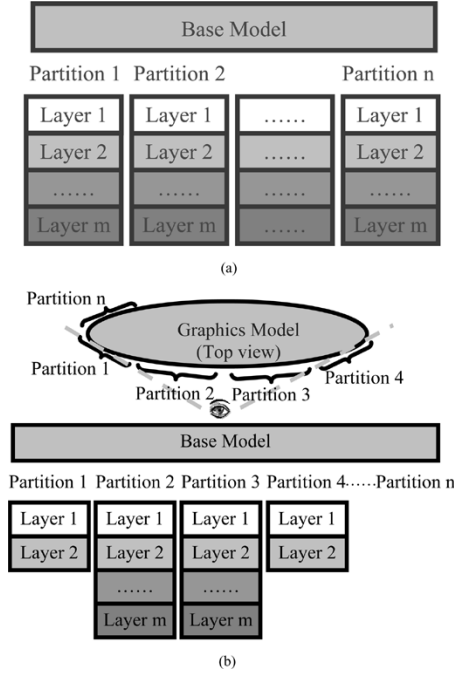 Base Model
Partition 1 Partition 2 Partition n
Layer 1 Layer 1 …… Layer 1
Layer 2 Layer 2 …… Layer 2
…… …… …… ……
Layer m Layer m …… Layer m
(a)
Partition n
Graphics Model
(Top view)
Partition 1
Partition 2
Partition 3
Partition 4
Base Model
Partition 1 Partition 2 Partition 3 Partition 4……Partition n
Layer 1 Layer 1 Layer 1 Layer 1
Layer 2 Layer 2 Layer 2 Layer 2
…… ……
Layer m Layer m
(b)